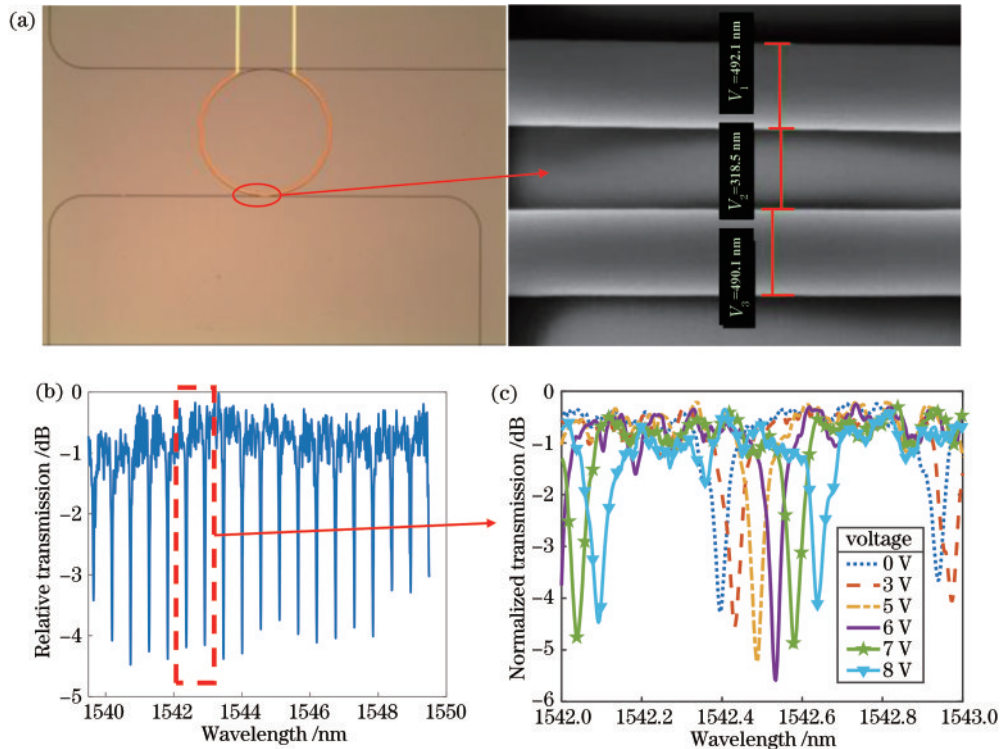 (a)
V₁=492.1 nm
V₂=318.5 nm
V₃=490.1 nm
(b)
0
-1
-2
-3
-4
-5
Relative transmission /dB
1540 1542 1544 1546 1548 1550
Wavelength /nm
(c)
0
-1
-2
-3
-4
-5
-6
Normalized transmission /dB
voltage
0 V
3 V
5 V
6 V
7 V
8 V
1542.0 1542.2 1542.4 1542.6 1542.8 1543.0
Wavelength /nm